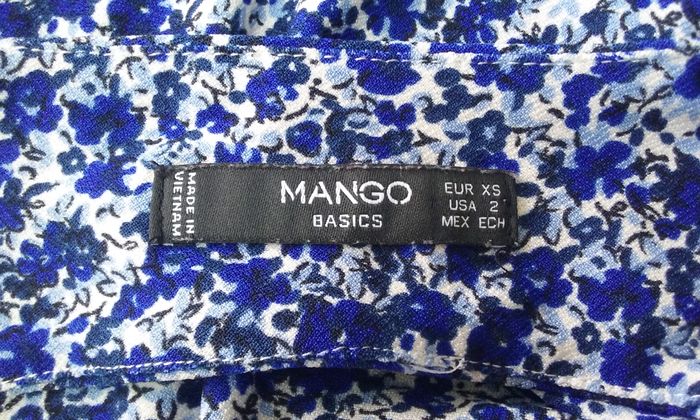 MADE IN
VIETNAM
MANGO
BASICS
EUR XS
USA 2
MEX ECH